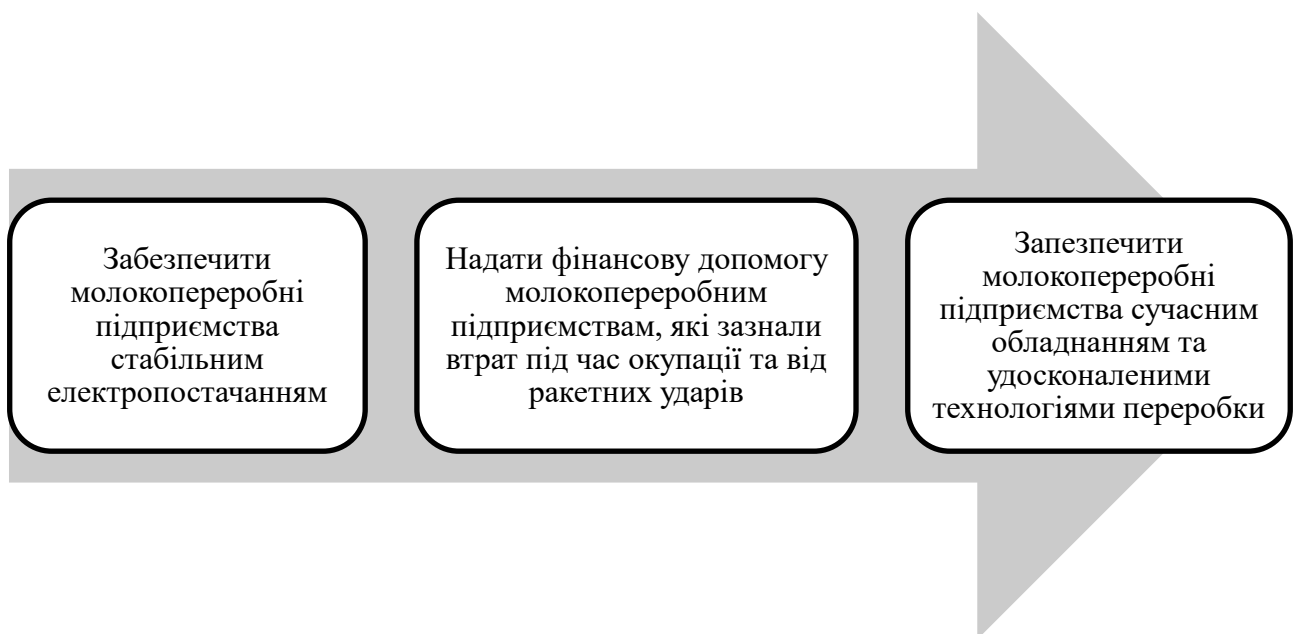 Забезпечити
молокопереробні
підприємства
стабільним
електропостачанням
Надати фінансову допомогу
молокопереробним
підприємствам, які зазнали
втрат під час окупації та від
ракетних ударів
Запезпечити
молокопереробні
підприємства сучасним
обладнанням та
удосконаленими
технологіями переробки